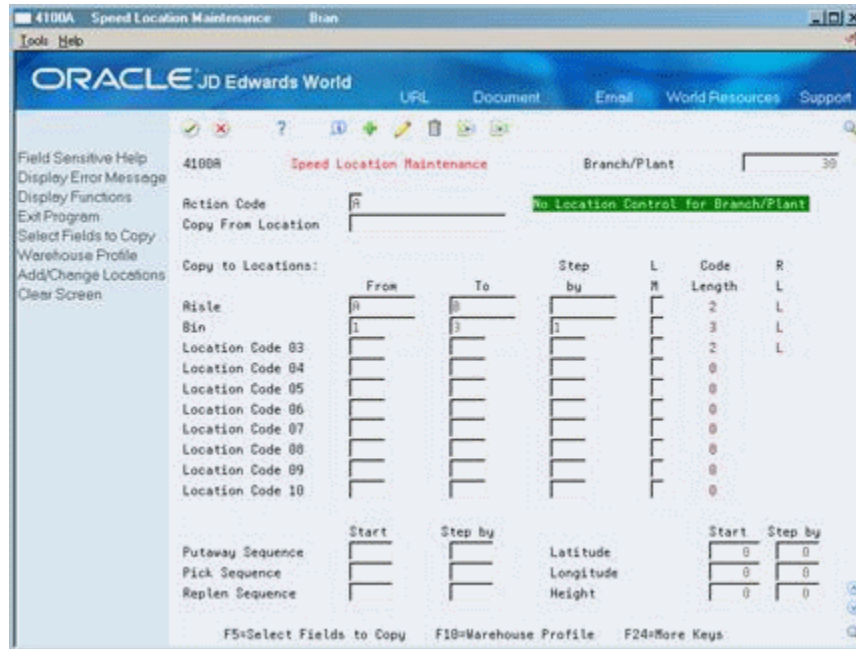 4100A Speed Location Maintenance Bran
Tools Help
ORACLE JD Edwards World
URL Document Email World Resources Support
Field Sensitive Help
Display Error Message
Display Functions
Exit Program
Select Fields to Copy
Warehouse Profile
Add/Change Locations
Clear Screen
4100A Speed Location Maintenance Branch/Plant 30
Action Code A No Location Control for Branch/Plant
Copy From Location
Copy to Locations: Step L Code R
From To by M Length L
Aisle A B 2 L
Bin 1 3 1 3 L
Location Code 03 2 L
Location Code 04 0
Location Code 05 0
Location Code 06 0
Location Code 07 0
Location Code 08 0
Location Code 09 0
Location Code 10 0
Start Step by Start Step by
Putaway Sequence Latitude 0 0
Pick Sequence Longitude 0 0
Replen Sequence Height 0 0
F5=Select Fields to Copy F10=Warehouse Profile F24=More Keys